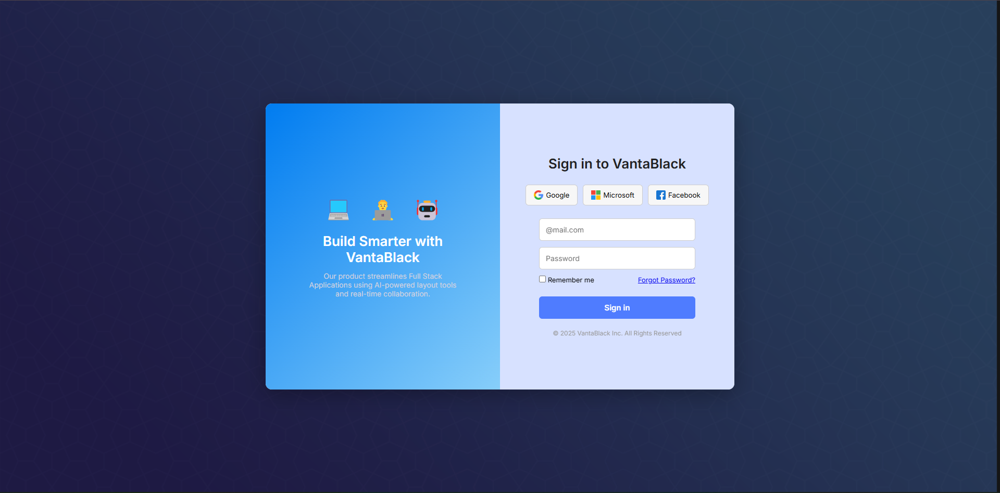 Build Smarter with
VantaBlack
Our product streamlines Full Stack
Applications using AI-powered layout tools
and real-time collaboration.
Sign in to VantaBlack
Google Microsoft Facebook
@mail.com
Password
Remember me Forgot Password?
Sign in
© 2025 VantaBlack Inc. All Rights Reserved